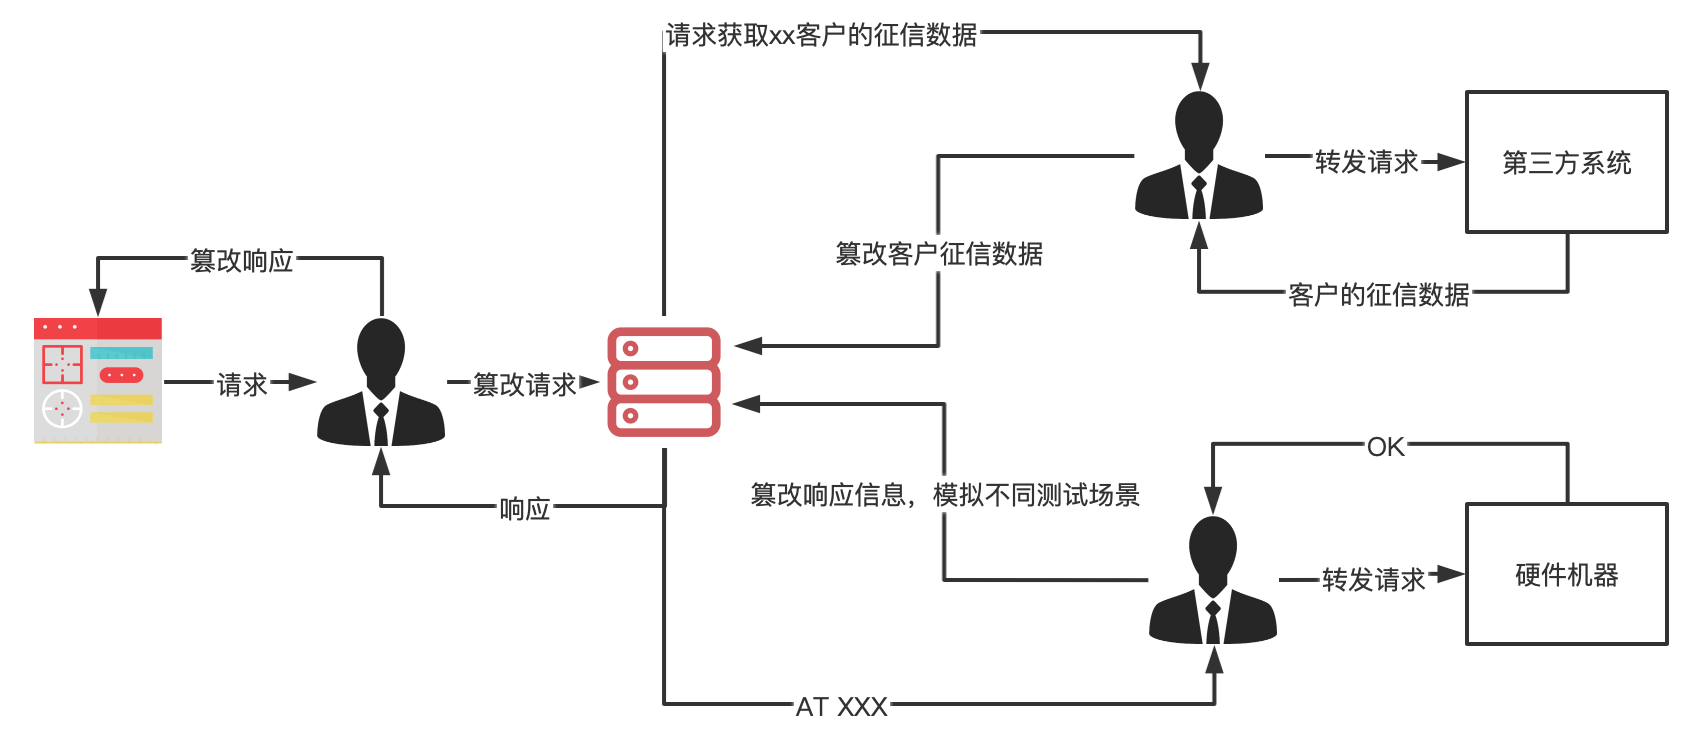 请求获取xx客户的征信数据
转发请求
第三方系统
篡改客户征信数据
篡改响应
客户的征信数据
请求
篡改请求
OK
篡改响应信息，模拟不同测试场景
响应
转发请求
硬件机器
AT XXX